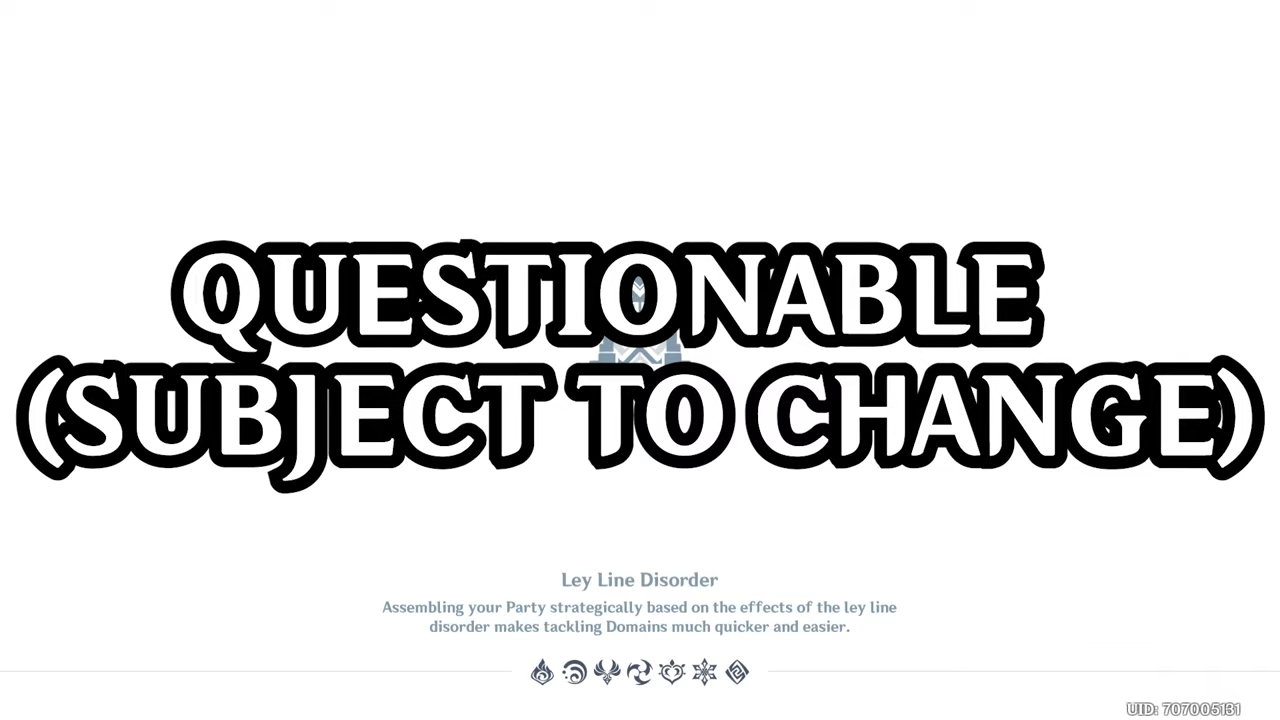 QUESTIONABLE
(SUBJECT TO CHANGE)
Ley Line Disorder
Assembling your Party strategically based on the effects of the ley line
disorder makes tackling Domains much quicker and easier.
UID: 707005131